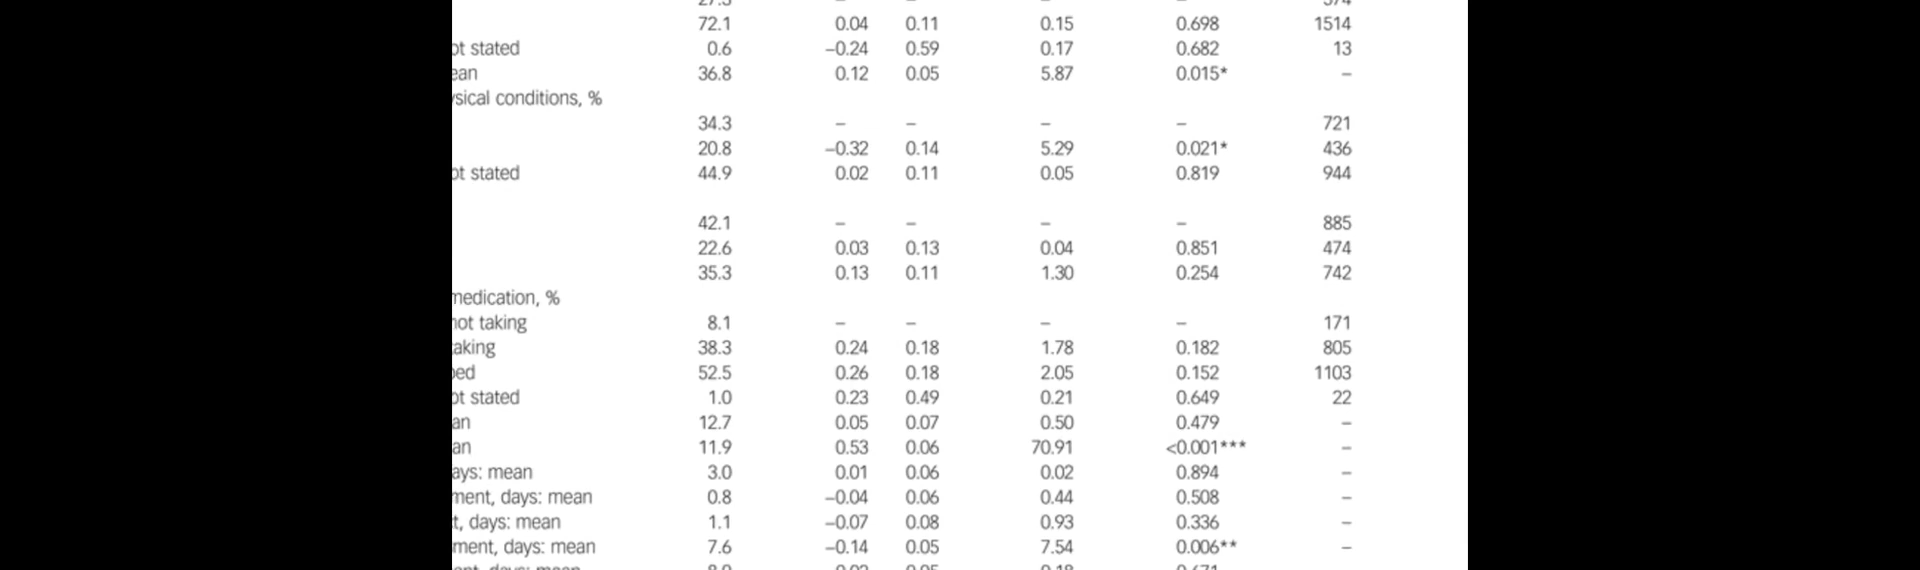 72.1 0.04 0.11 0.15 0.698 1514
ot stated 0.6 –0.24 0.59 0.17 0.682 13
ean 36.8 0.12 0.05 5.87 0.015* –
sical conditions, %
34.3 – – – – 721
20.8 –0.32 0.14 5.29 0.021* 436
ot stated 44.9 0.02 0.11 0.05 0.819 944
42.1 – – – – 885
22.6 0.03 0.13 0.04 0.851 474
35.3 0.13 0.11 1.30 0.254 742
medication, %
not taking 8.1 – – – – 171
taking 38.3 0.24 0.18 1.78 0.182 805
ed 52.5 0.26 0.18 2.05 0.152 1103
ot stated 1.0 0.23 0.49 0.21 0.649 22
an 12.7 0.05 0.07 0.50 0.479 –
an 11.9 0.53 0.06 70.91 <0.001*** –
ays: mean 3.0 0.01 0.06 0.02 0.894 –
ment, days: mean 0.8 –0.04 0.06 0.44 0.508 –
t, days: mean 1.1 –0.07 0.08 0.93 0.336 –
ment, days: mean 7.6 –0.14 0.05 7.54 0.006** –